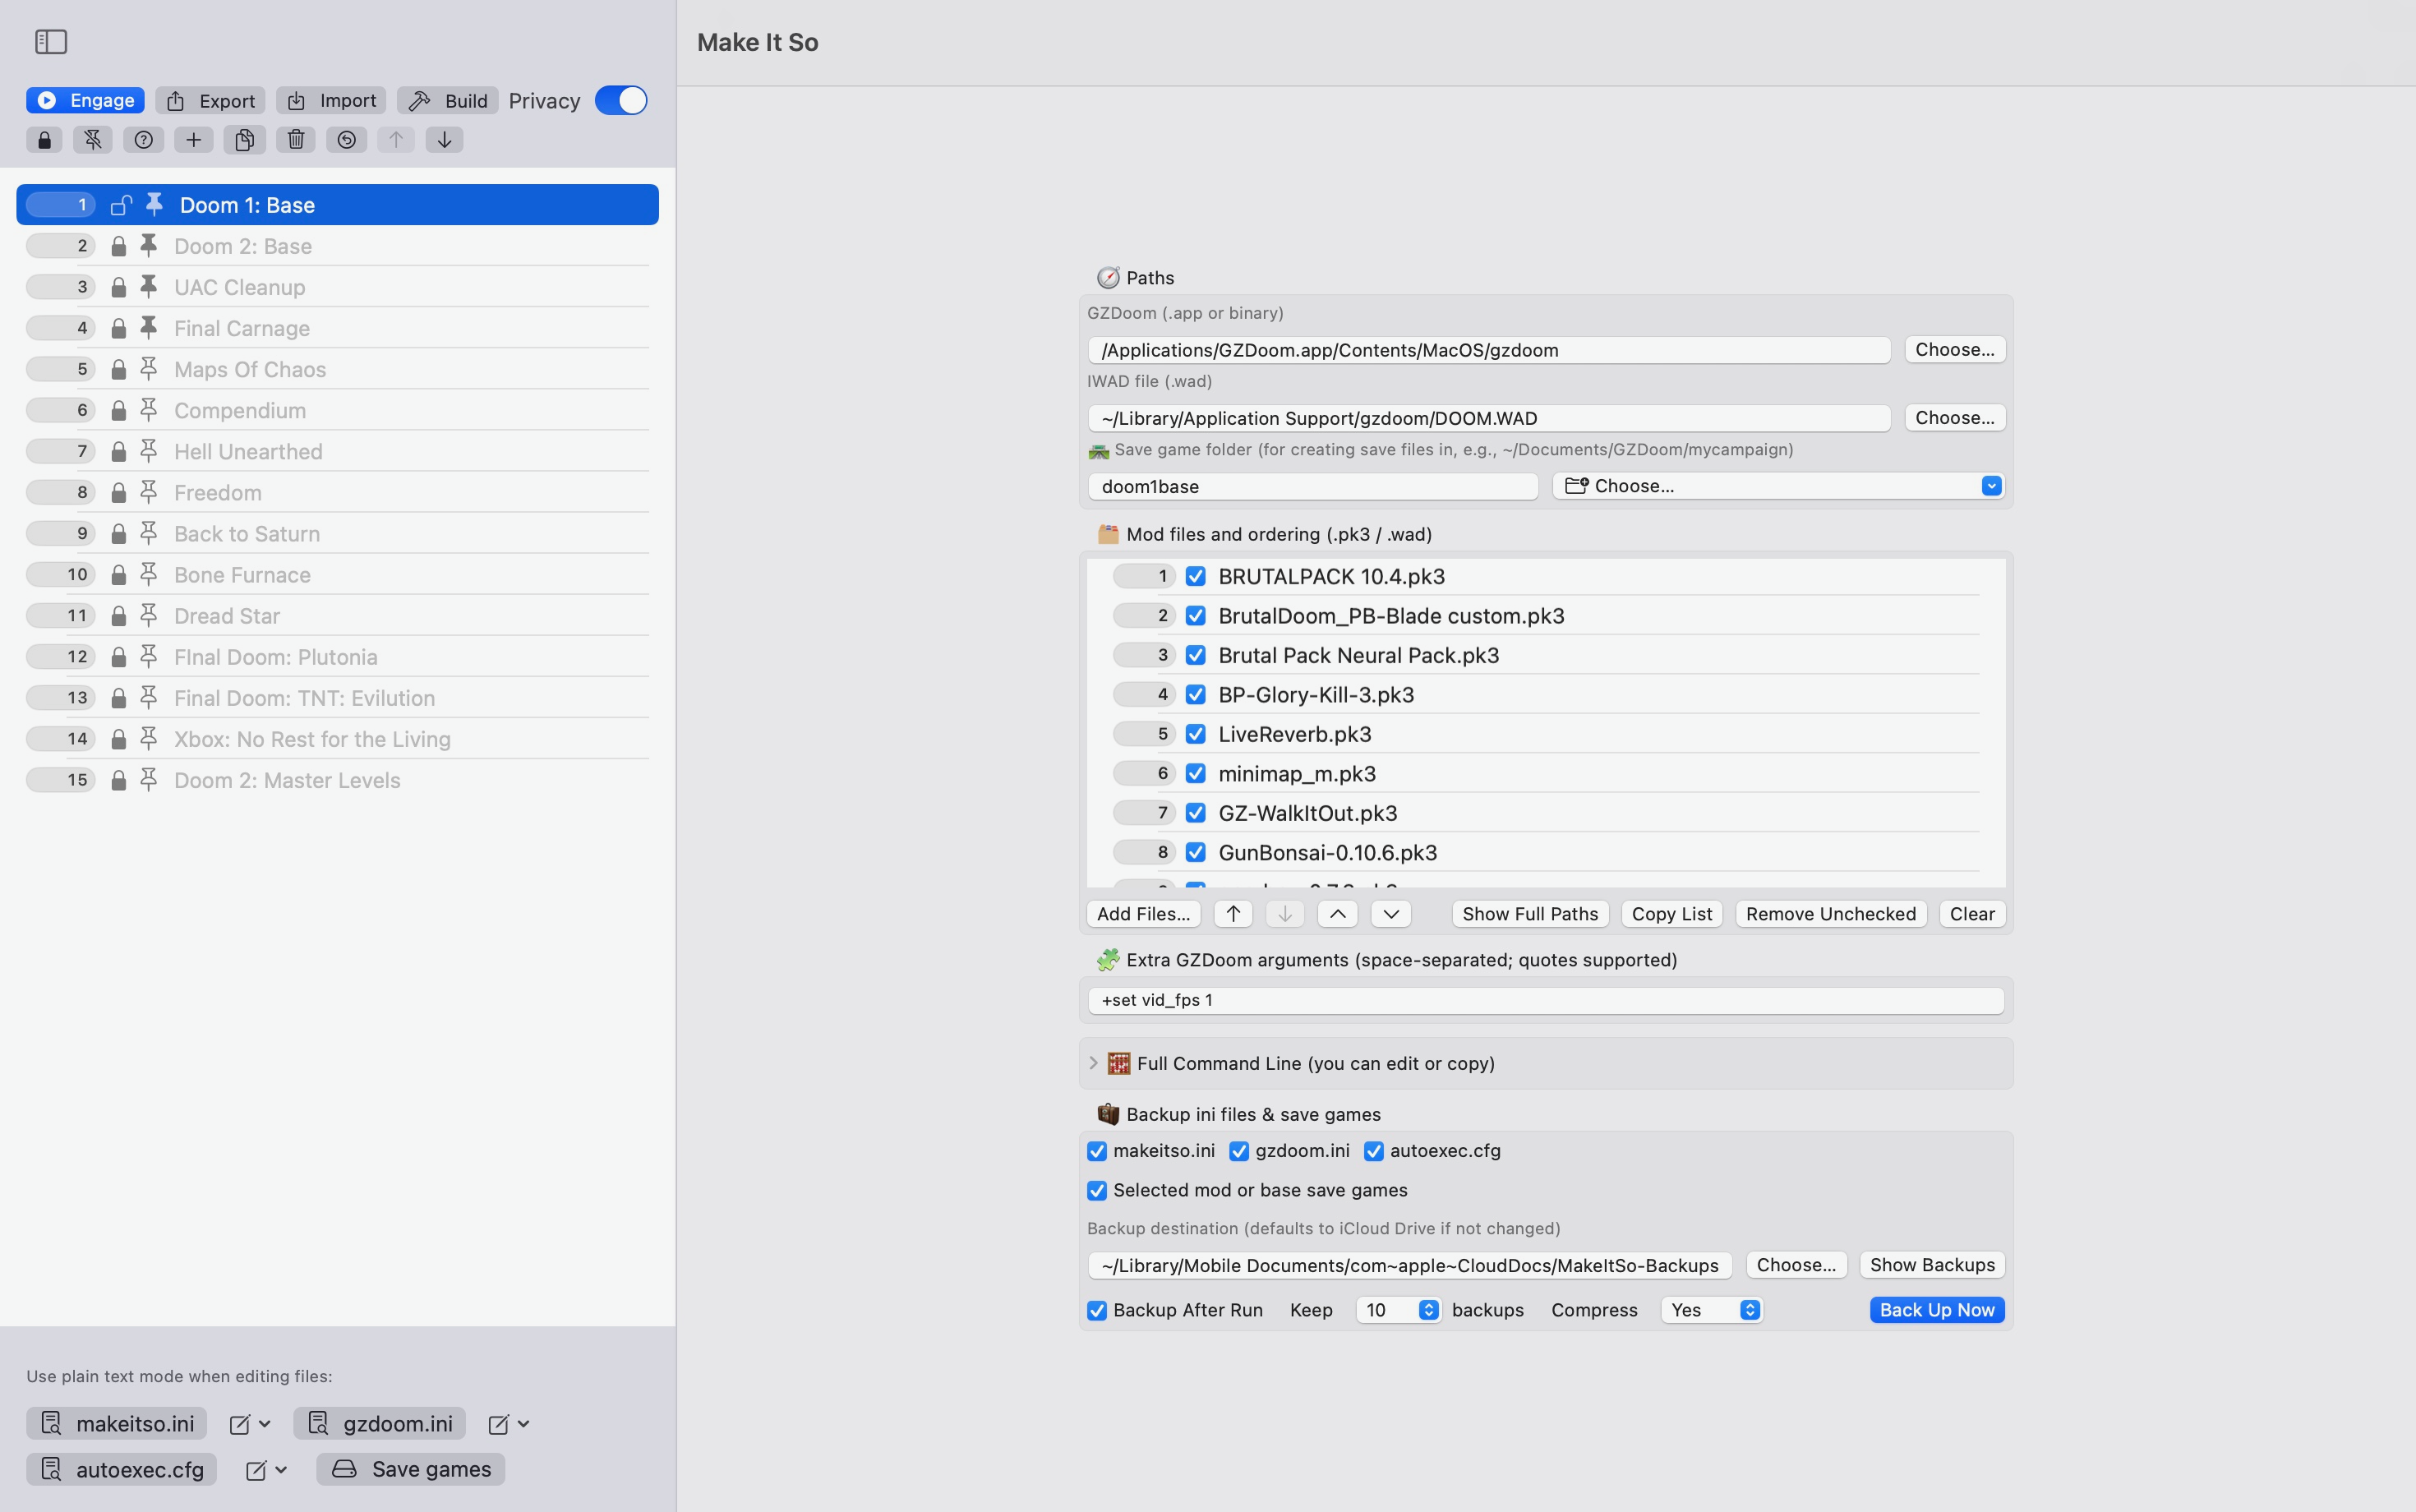 Make It So
Engage Export Import Build Privacy
1 Doom 1: Base
2 Doom 2: Base
3 UAC Cleanup
4 Final Carnage
5 Maps Of Chaos
6 Compendium
7 Hell Unearthed
8 Freedom
9 Back to Saturn
10 Bone Furnace
11 Dread Star
12 FInal Doom: Plutonia
13 Final Doom: TNT: Evilution
14 Xbox: No Rest for the Living
15 Doom 2: Master Levels
Use plain text mode when editing files:
makeitso.ini gzdoom.ini
autoexec.cfg Save games
Paths
GZDoom (.app or binary)
/Applications/GZDoom.app/Contents/MacOS/gzdoom Choose...
IWAD file (.wad)
~/Library/Application Support/gzdoom/DOOM.WAD Choose...
Save game folder (for creating save files in, e.g., ~/Documents/GZDoom/mycampaign)
doom1base Choose...
Mod files and ordering (.pk3 / .wad)
1 BRUTALPACK 10.4.pk3
2 BrutalDoom_PB-Blade custom.pk3
3 Brutal Pack Neural Pack.pk3
4 BP-Glory-Kill-3.pk3
5 LiveReverb.pk3
6 minimap_m.pk3
7 GZ-WalkItOut.pk3
8 GunBonsai-0.10.6.pk3
Add Files... Show Full Paths Copy List Remove Unchecked Clear
Extra GZDoom arguments (space-separated; quotes supported)
+set vid_fps 1
Full Command Line (you can edit or copy)
Backup ini files & save games
makeitso.ini gzdoom.ini autoexec.cfg
Selected mod or base save games
Backup destination (defaults to iCloud Drive if not changed)
~/Library/Mobile Documents/com~apple~CloudDocs/MakeItSo-Backups Choose... Show Backups
Backup After Run Keep 10 backups Compress Yes Back Up Now